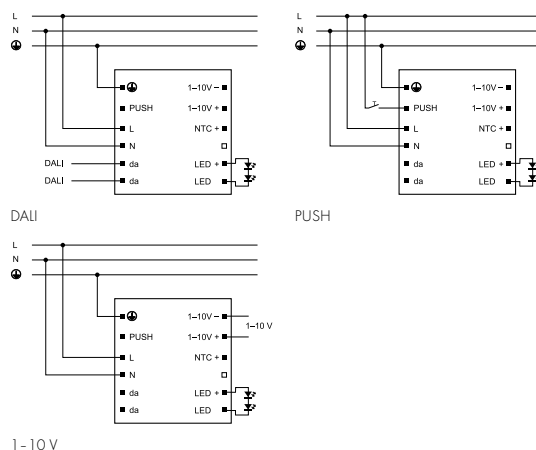 L
N
1–10V –
PUSH 1–10V +
L NTC +
N
DALI da LED +
DALI da LED
DALI
L
N
1–10V –
PUSH 1–10V +
L NTC +
N
da LED +
da LED
PUSH
L
N
1–10V –
PUSH 1–10V +
1–10 V
L NTC +
N
da LED +
da LED
1–10 V